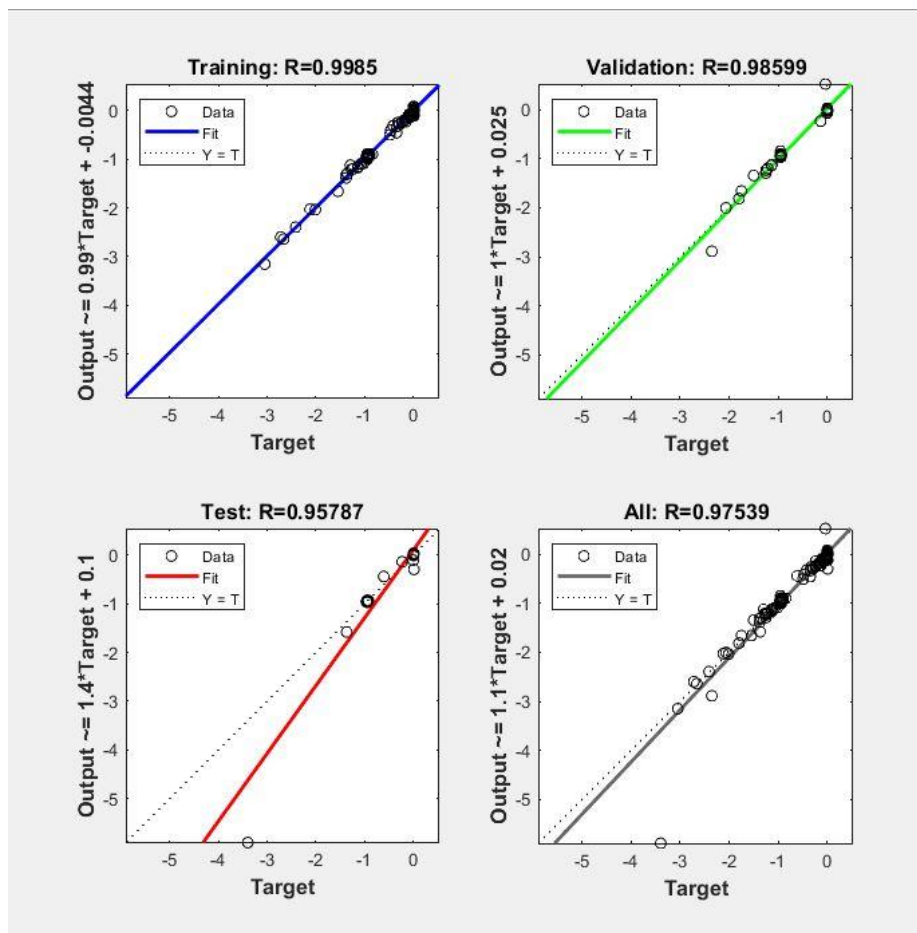 Training: R=0.9985
Output ~= 0.99*Target + -0.0044
Data
Fit
Y = T
0
-1
-2
-3
-4
-5
-5 -4 -3 -2 -1 0
Target
Validation: R=0.98599
Output ~= 1*Target + 0.025
Data
Fit
Y = T
0
-1
-2
-3
-4
-5
-5 -4 -3 -2 -1 0
Target
Test: R=0.95787
Output ~= 1.4*Target + 0.1
Data
Fit
Y = T
0
-1
-2
-3
-4
-5
-5 -4 -3 -2 -1 0
Target
All: R=0.97539
Output ~= 1.1*Target + 0.02
Data
Fit
Y = T
0
-1
-2
-3
-4
-5
-5 -4 -3 -2 -1 0
Target